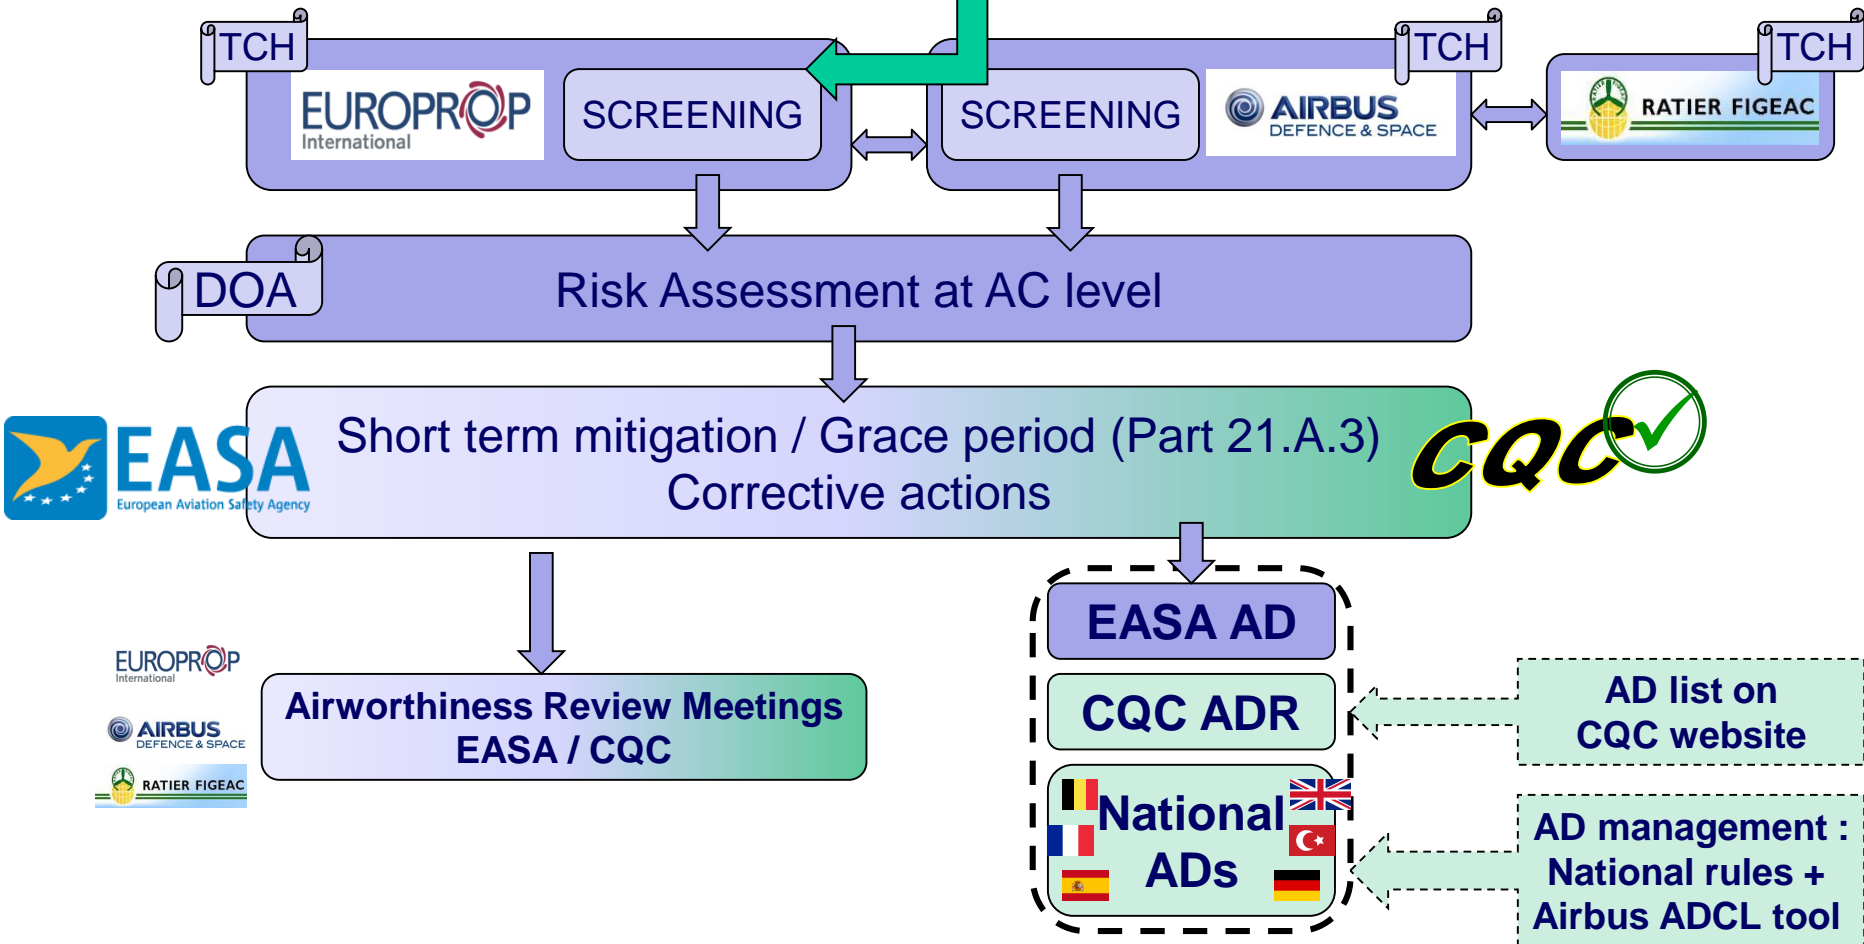 TCH
TCH
TCH
EUROPROP
International
SCREENING
SCREENING
AIRBUS
DEFENCE & SPACE
RATIER FIGEAC
DOA
Risk Assessment at AC level
EASA
European Aviation Safety Agency
Short term mitigation / Grace period (Part 21.A.3)
Corrective actions
CQC
EUROPROP
International
AIRBUS
DEFENCE & SPACE
RATIER FIGEAC
Airworthiness Review Meetings
EASA / CQC
EASA AD
CQC ADR
National
ADs
AD list on
CQC website
AD management :
National rules +
Airbus ADCL tool